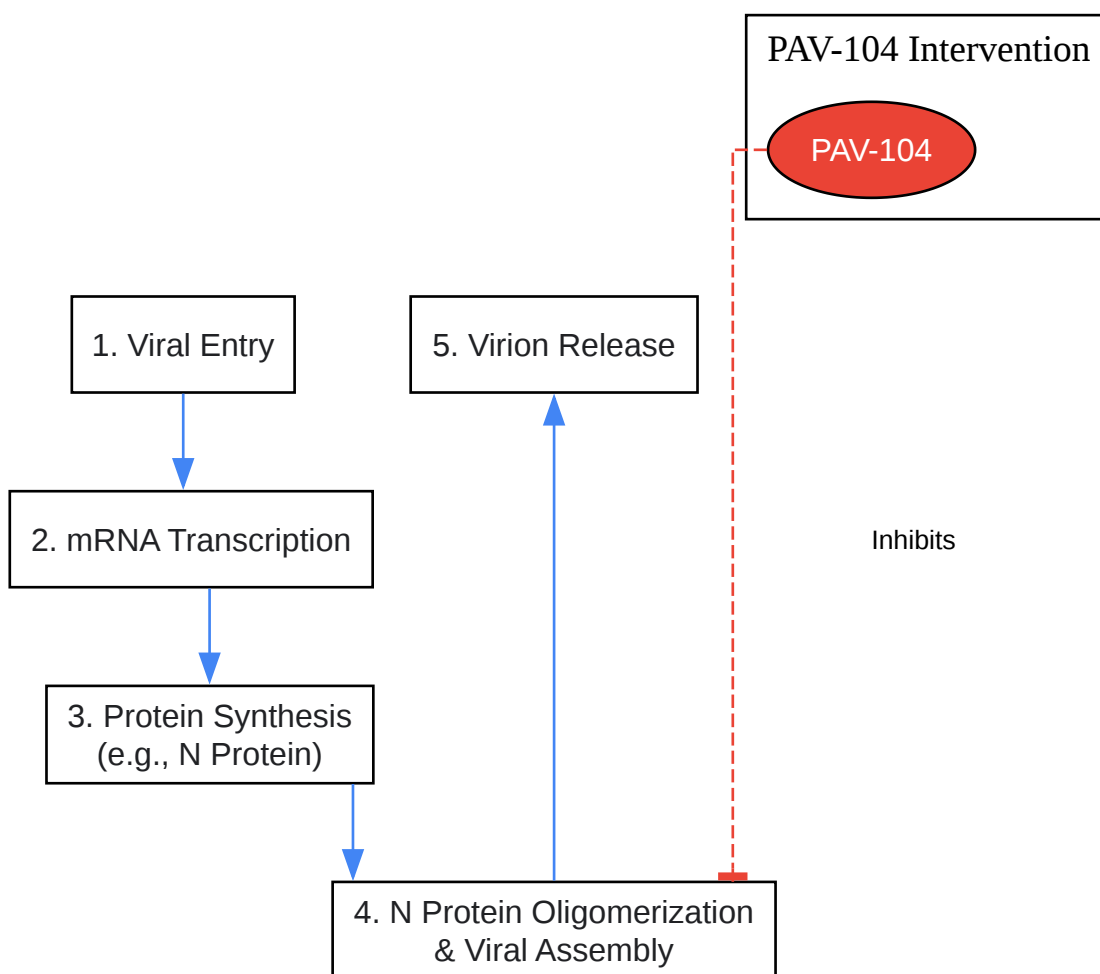 PAV-104 Intervention
PAV-104
1. Viral Entry
5. Virion Release
2. mRNA Transcription
Inhibits
3. Protein Synthesis
(e.g., N Protein)
4. N Protein Oligomerization
& Viral Assembly